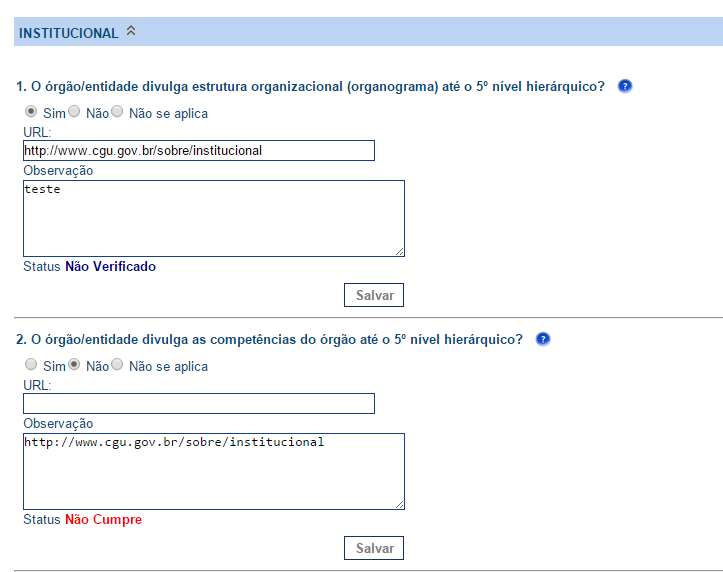 INSTITUCIONAL
1. O órgão/entidade divulga estrutura organizacional (organograma) até o 5º nível hierárquico? ?
Sim Não Não se aplica
URL:
http://www.cgu.gov.br/sobre/institucional
Observação
teste
Status Não Verificado
Salvar
2. O órgão/entidade divulga as competências do órgão até o 5º nível hierárquico? ?
Sim Não Não se aplica
URL:
Observação
http://www.cgu.gov.br/sobre/institucional
Status Não Cumpre
Salvar